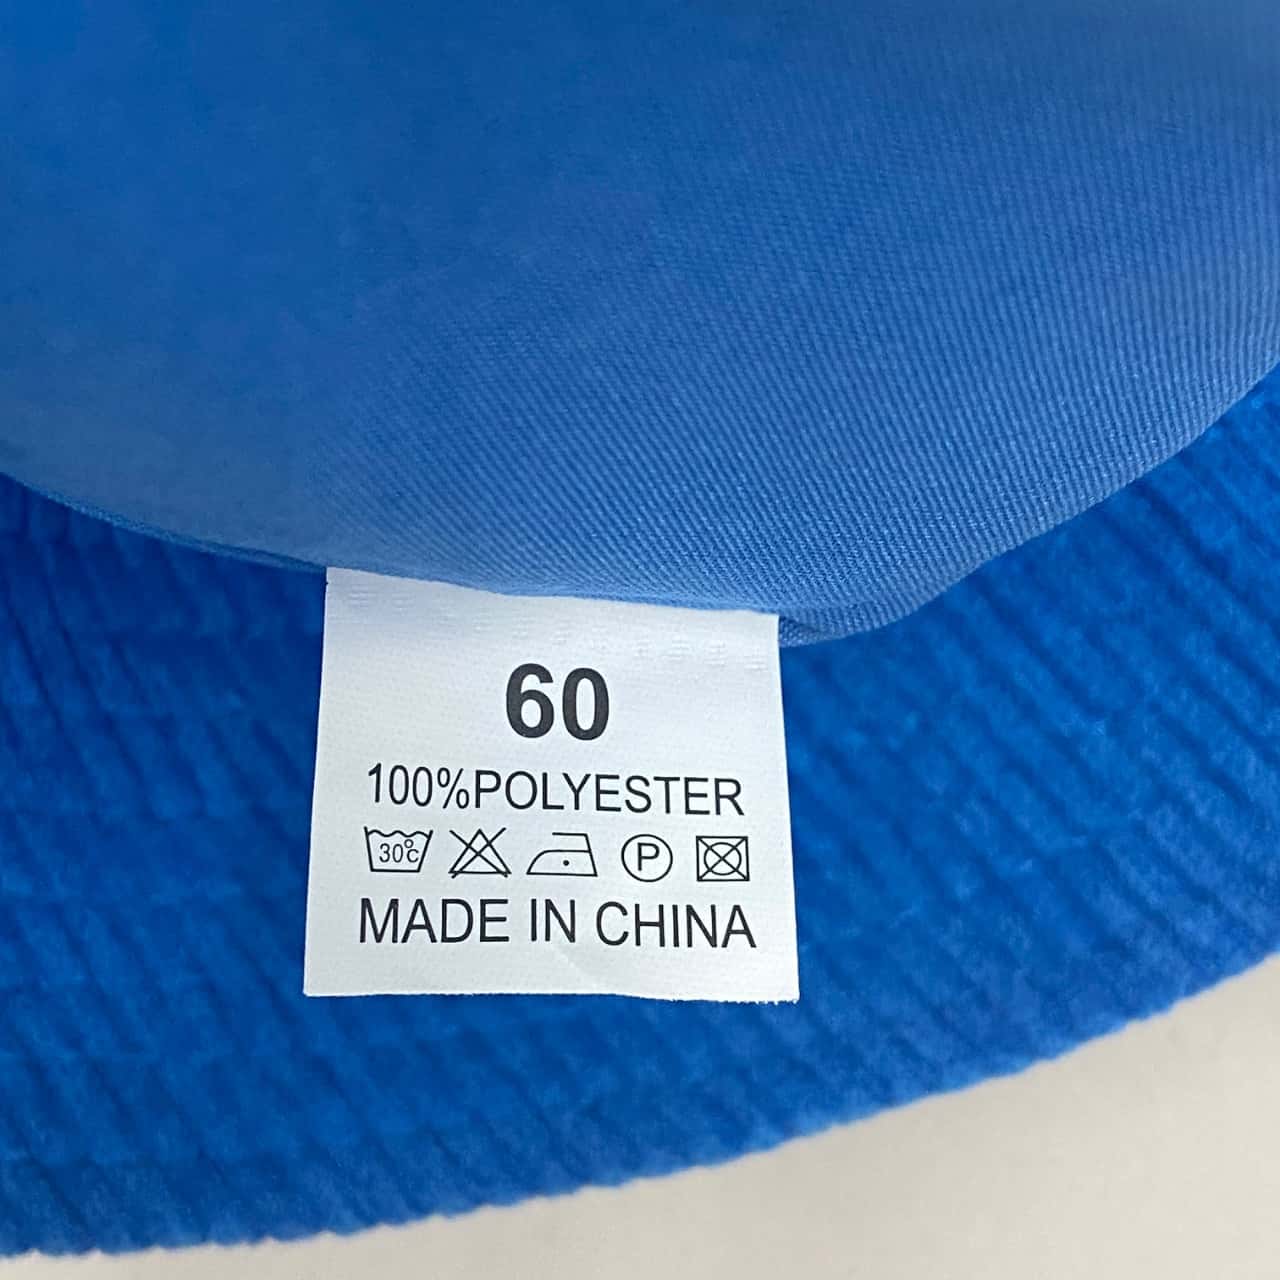 60
100%POLYESTER
30℃ P
MADE IN CHINA